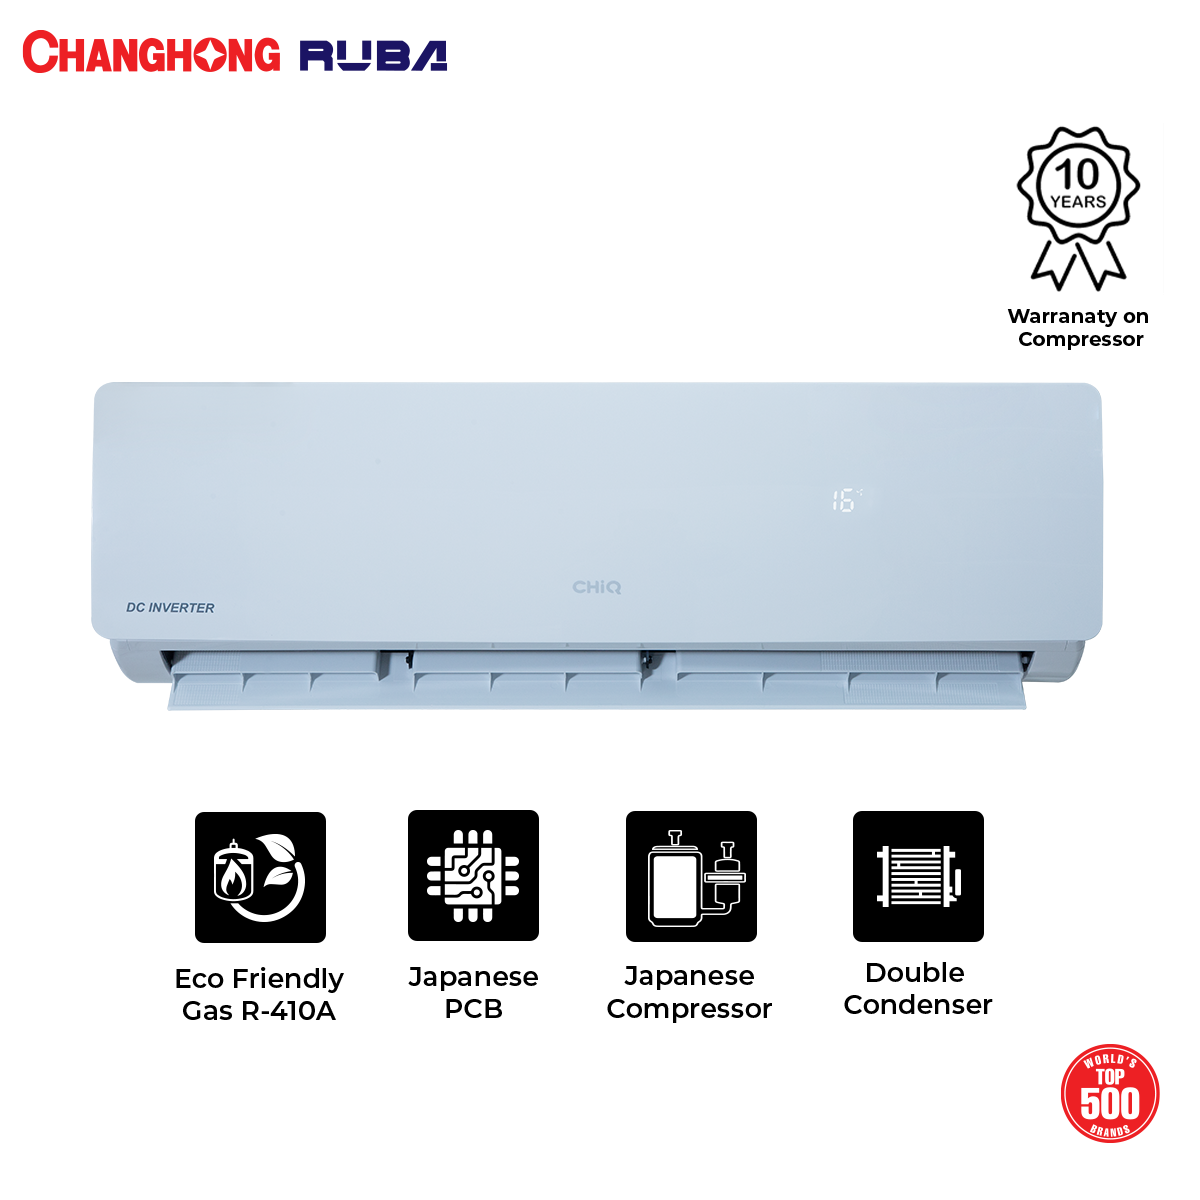 CHANGHONG RUBA
10
YEARS
Warranaty on
Compressor
16
CHiQ
DC INVERTER
Eco Friendly
Gas R-410A
Japanese
PCB
Japanese
Compressor
Double
Condenser
WORLD'S
TOP
500
BRANDS